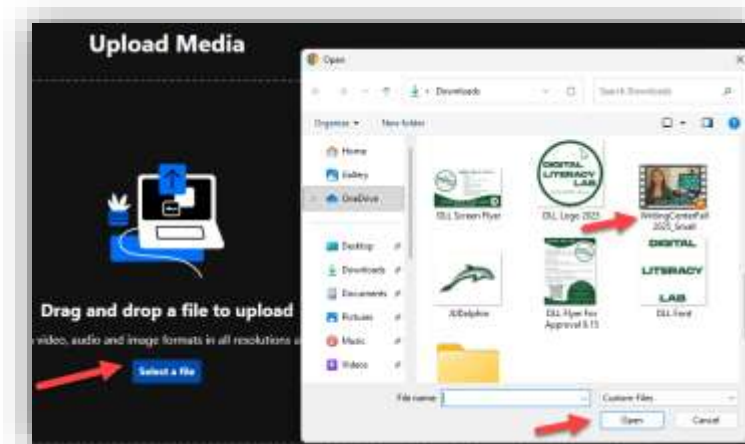 Upload Media
Drag and drop a file to upload
video, audio and image formats in all resolutions a
Select a file
Open
Downloads
Search Downloads
Organize
New folder
Home
Gallery
OneDrive
Desktop
Downloads
Documents
Pictures
Music
Videos
DLL Screen Flyer
DIGITAL
LITERACY
LAB
DLL Logo 2025
WritingCenterFall
2025_Small
JUDolphin
DLL Flyer For
Approval 8.15
DIGITAL
LITERACY
LAB
DLL Font
File name:
Custom Files
Open
Cancel